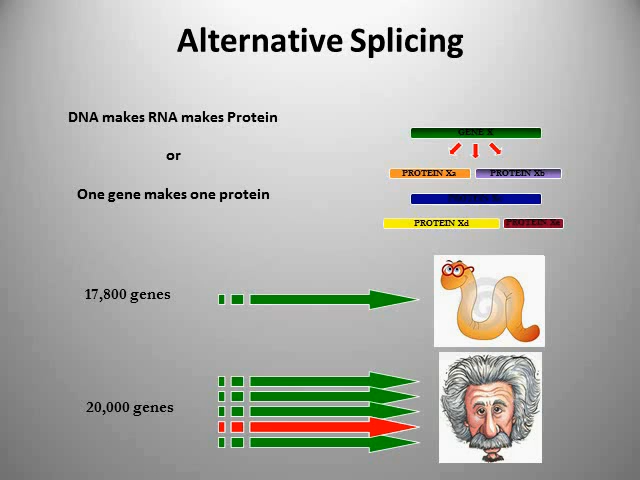 Alternative Splicing
DNA makes RNA makes Protein
or
One gene makes one protein
GENE X
PROTEIN Xa
PROTEIN Xb
PROTEIN Xd
17,800 genes
20,000 genes